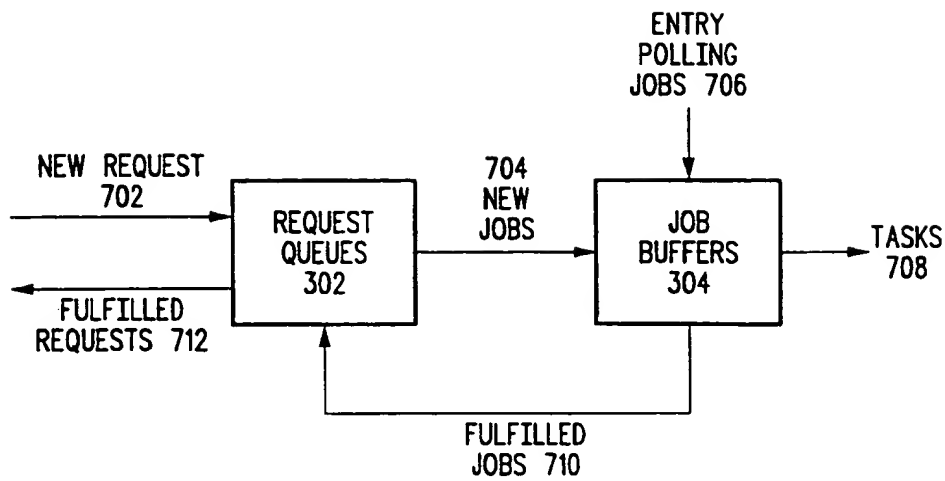 ENTRY
POLLING
JOBS 706
NEW REQUEST
702
704
NEW
JOBS
REQUEST
QUEUES
302
JOB
BUFFERS
304
TASKS
708
FULFILLED
REQUESTS 712
FULFILLED
JOBS 710